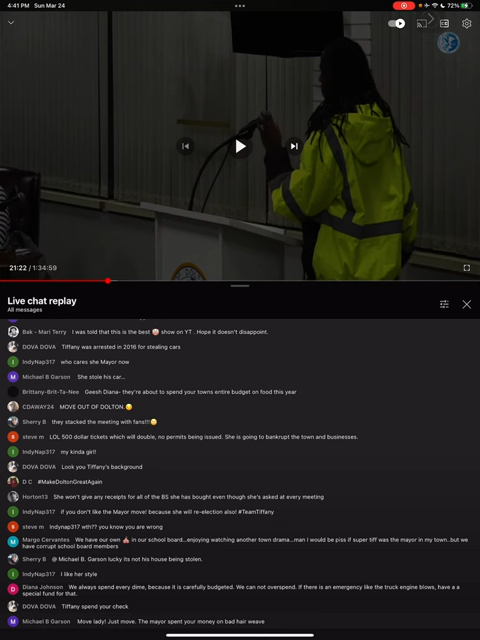 4:41 PM Sun Mar 24
72%
21:22 / 1:34:59
Live chat replay
All messages
Bak - Mari Terry I was told that this is the best 🤡 show on YT . Hope it doesn't disappoint.
DOVA DOVA Tiffany was arrested in 2016 for stealing cars
IndyNap317 who cares she Mayor now
Michael B Garson She stole his car...
Brittany-Brit-Ta-Nee Geesh Diana- they're about to spend your towns entire budget on food this year
CDAWAY24 MOVE OUT OF DOLTON.
Sherry B they stacked the meeting with fans!!!
steve m LOL 500 dollar tickets which will double, no permits being issued. She is going to bankrupt the town and businesses.
IndyNap317 my kinda girl!
DOVA DOVA Look you Tiffany's background
D C #MakeDoltonGreatAgain
Horton13 She won't give any receipts for all of the BS she has bought even though she's asked at every meeting
IndyNap317 if you don't like the Mayor move! because she will re-election also! #TeamTiffany
steve m Indynap317 wth?? you know you are wrong
Margo Cervantes We have our own 🎪 in our school board...enjoying watching another town drama...man I would be piss if super tiff was the mayor in my town..but we
have corrupt school board members
Sherry B @ Michael B. Garson lucky its not his house being stolen.
IndyNap317 I like her style
Diana Johnson We always spend every dime, because it is carefully budgeted. We can not overspend. If there is an emergency like the truck engine blows, have a a
special fund for that.
DOVA DOVA Tiffany spend your check
Michael B Garson Move lady! Just move. The mayor spent your money on bad hair weave